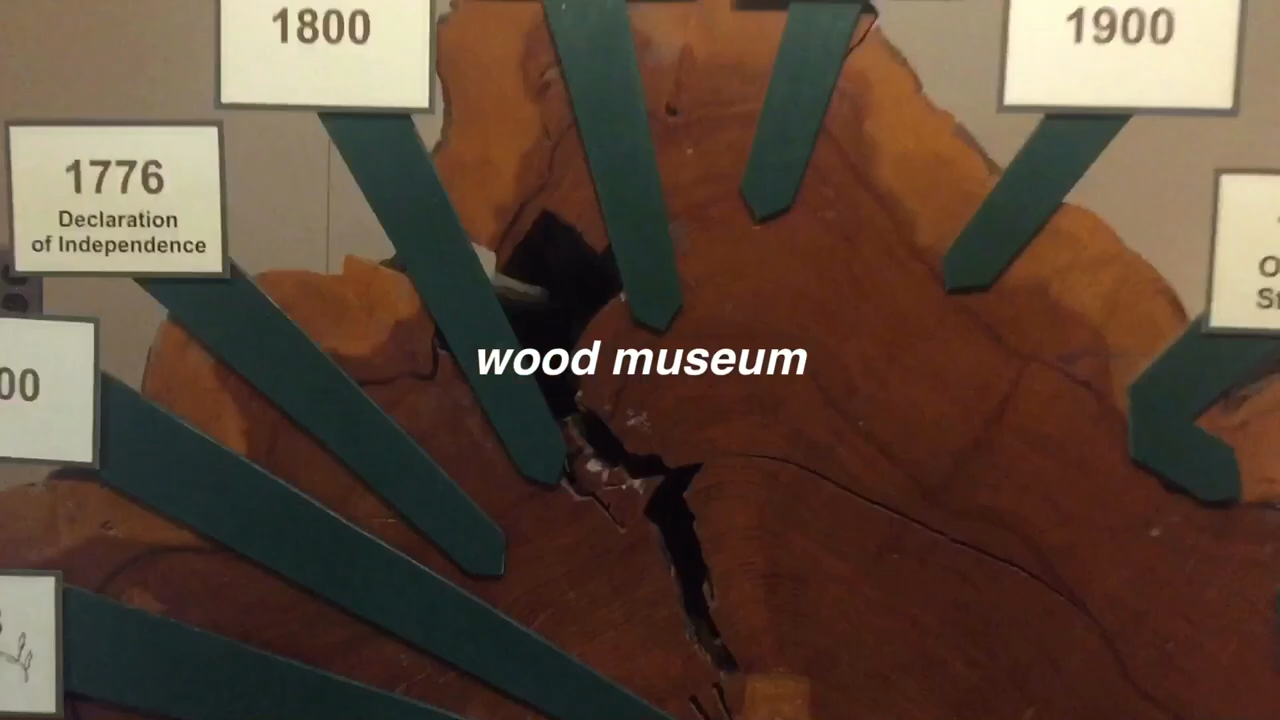 1800
1900
1776
Declaration
of Independence
00
wood museum